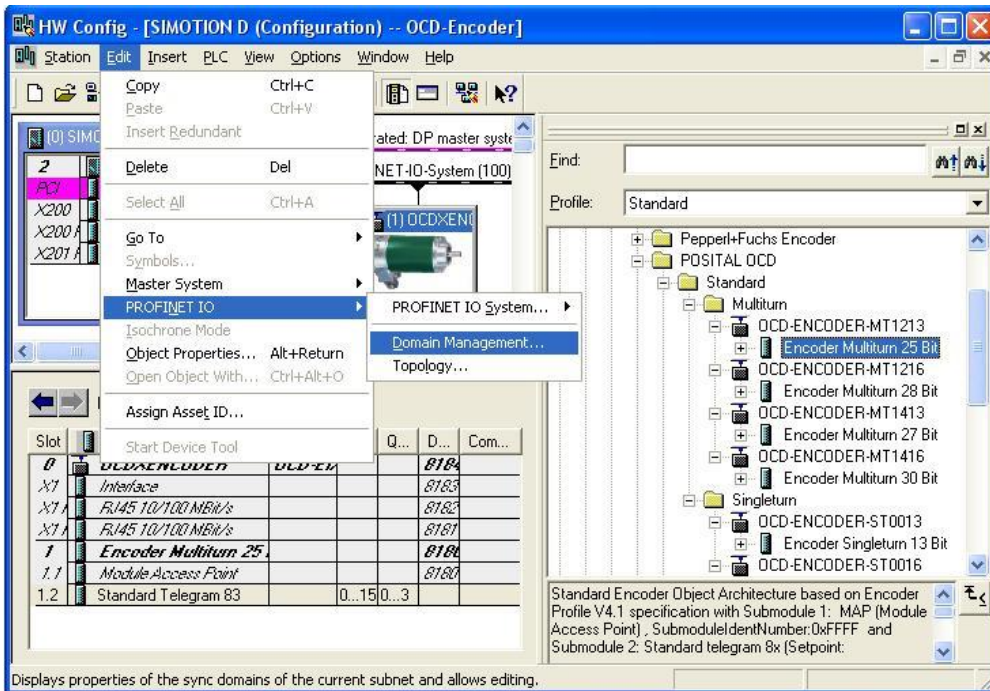 HW Config - [SIMOTION D (Configuration) -- OCD-Encoder]
Station Edit Insert PLC View Options Window Help
Copy Ctrl+C
Paste Ctrl+V
Insert Redundant
Delete Del
Select All Ctrl+A
Go To
Symbols...
Master System
PROFINET IO
Isochrone Mode
Object Properties... Alt+Return
Open Object With... Ctrl+Alt+O
Assign Asset ID...
Start Device Tool
PROFINET IO System...
Domain Management...
Topology...
(0) SIMO
2
PCI
X200
X200
X201
ated: DP master syste
NET-IO-System (100)
(1) OCDXENC
Find:
Profile: Standard
Pepperl+Fuchs Encoder
POSITAL OCD
Standard
Multiturn
OCD-ENCODER-MT1213
Encoder Multiturn 25 Bit
OCD-ENCODER-MT1216
Encoder Multiturn 28 Bit
OCD-ENCODER-MT1413
Encoder Multiturn 27 Bit
OCD-ENCODER-MT1416
Encoder Multiturn 30 Bit
Singleturn
OCD-ENCODER-ST0013
Encoder Singleturn 13 Bit
OCD-ENCODER-ST0016
Standard Encoder Object Architecture based on Encoder
Profile V4.1 specification with Submodule 1: MAP (Module
Access Point) , SubmoduleIdentNumber:0xFFFF and
Submodule 2: Standard telegram 8x (Setpoint:
Slot Q... D... Com...
0 OCDXENCODER 8184
X1 Interface 8183
X1 RJ45 10/100 MBit/s 8182
X1 RJ45 10/100 MBit/s 8181
1 Encoder Multiturn 25
1.1 Module Access Point 8180
1.2 Standard Telegram 83 0...15 0...3
Displays properties of the sync domains of the current subnet and allows editing.